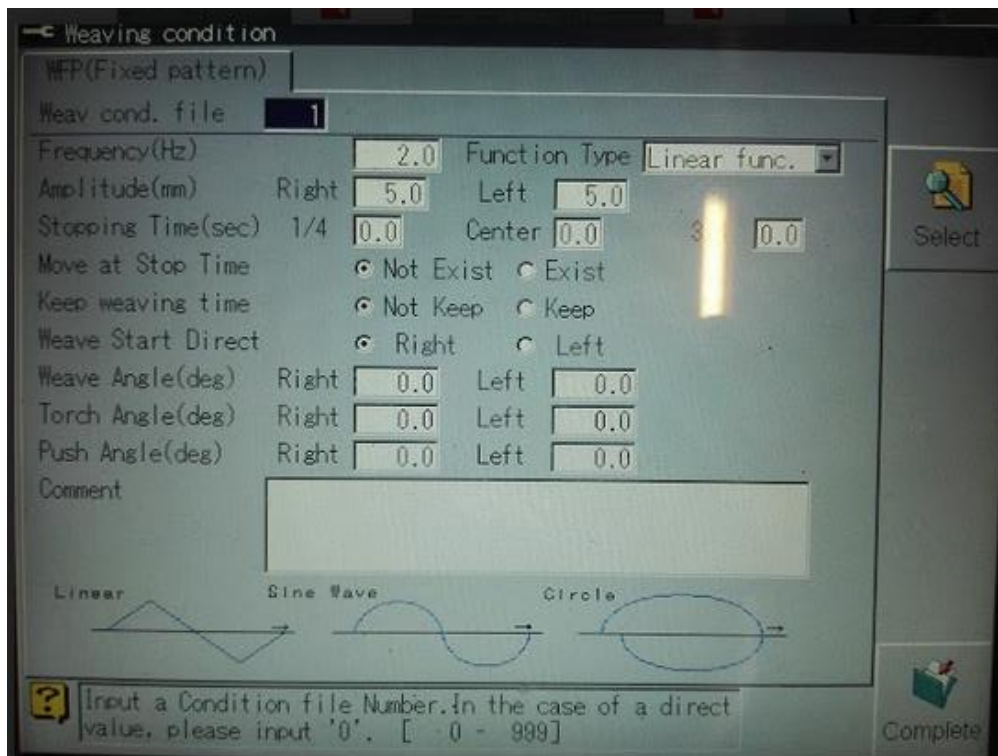 Weaving condition
WFP(Fixed pattern)
Weav cond. file 1
Frequency(Hz) 2.0 Function Type Linear func.
Amplitude(mm) Right 5.0 Left 5.0
Stopping Time(sec) 1/4 0.0 Center 0.0 0.0
Select
Move at Stop Time Not Exist Exist
Keep weaving time Not Keep Keep
Weave Start Direct Right Left
Weave Angle(deg) Right 0.0 Left 0.0
Torch Angle(deg) Right 0.0 Left 0.0
Push Angle(deg) Right 0.0 Left 0.0
Comment
Linear Sine Wave Circle
Input a Condition file Number.In the case of a direct
value, please input '0'. [ 0 - 999]
Complete